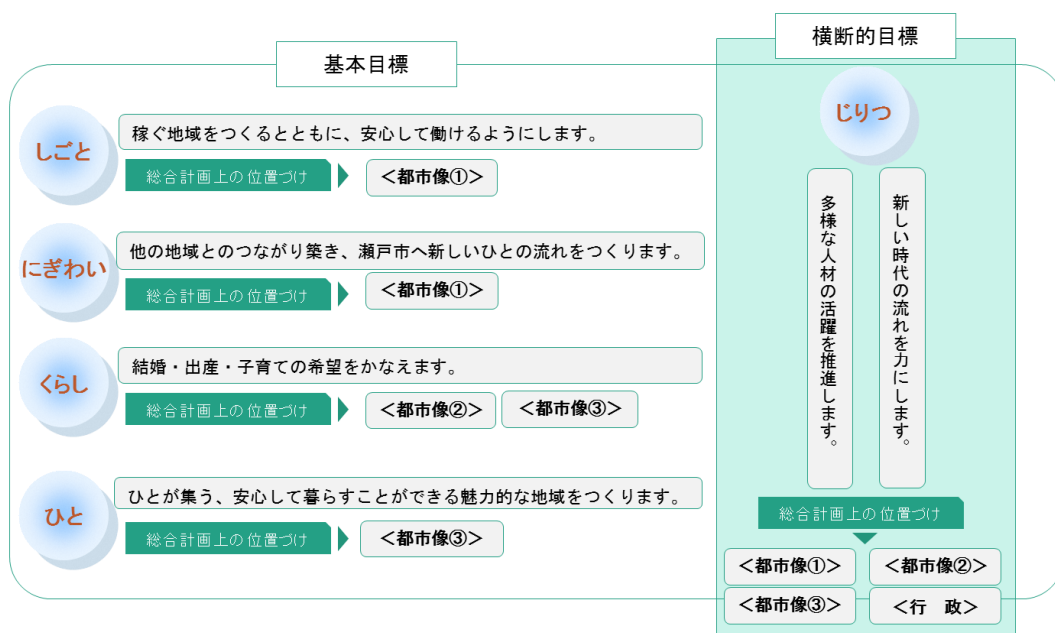 基本目標
しごと
稼ぐ地域をつくるとともに、安心して働けるようにします。
総合計画上の位置づけ
＜都市像①＞
にぎわい
他の地域とのつながり築き、瀬戸市へ新しいひとの流れをつくります。
総合計画上の位置づけ
＜都市像①＞
くらし
結婚・出産・子育ての希望をかなえます。
総合計画上の位置づけ
＜都市像②＞
＜都市像③＞
ひと
ひとが集う、安心して暮らすことができる魅力的な地域をつくります。
総合計画上の位置づけ
＜都市像③＞
横断的目標
じりつ
新しい時代の流れを力にします。
多様な人材の活躍を推進します。
総合計画上の位置づけ
＜都市像①＞
＜都市像②＞
＜都市像③＞
＜行　政＞